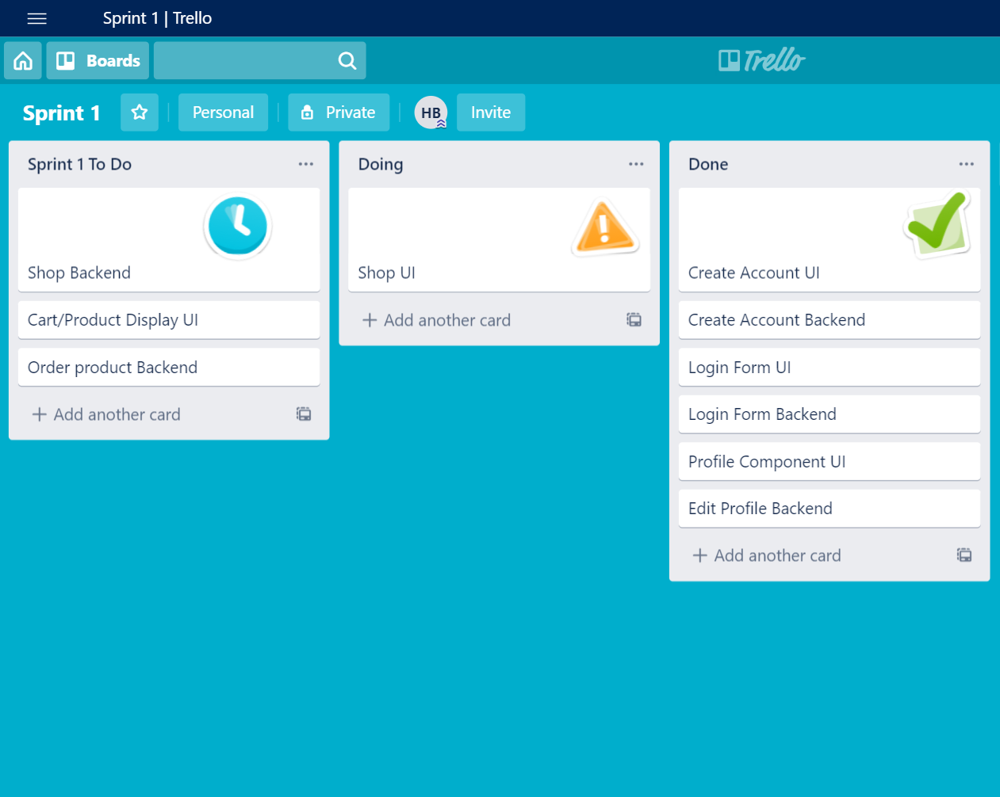 Sprint 1 | Trello
Boards
Trello
Sprint 1
Personal
Private
HB
Invite
Sprint 1 To Do
Shop Backend
Cart/Product Display UI
Order product Backend
+ Add another card
Doing
Shop UI
+ Add another card
Done
Create Account UI
Create Account Backend
Login Form UI
Login Form Backend
Profile Component UI
Edit Profile Backend
+ Add another card